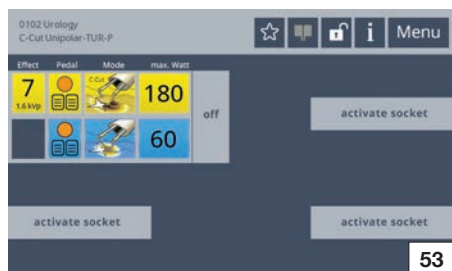 0102 Urology
C-Cut Unipolar-TUR-P
i
Menu
Effect Pedal Mode max. Watt
7
1.6 kVp
C-Cut
180
off
60
activate socket
activate socket
activate socket
53